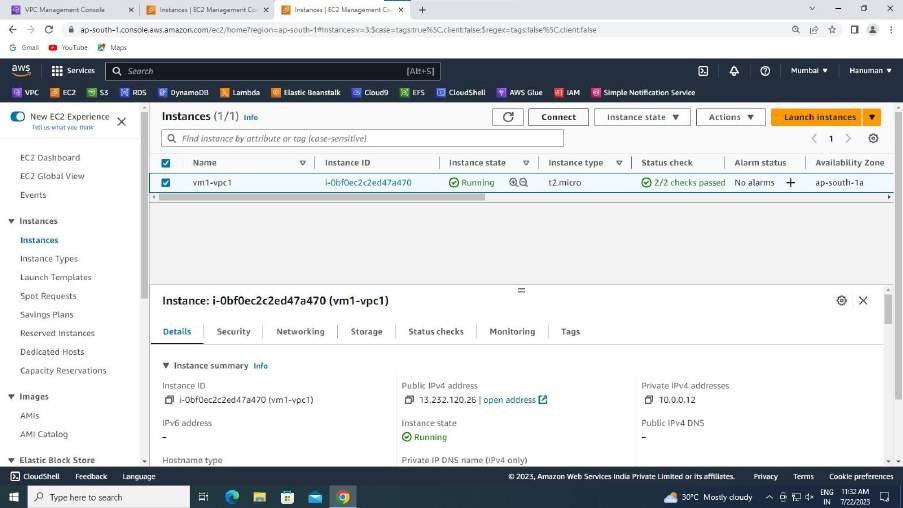 VPC Management Console
Instances | EC2 Management Co
Instances | EC2 Management Co
ap-south-1.console.aws.amazon.com/ec2/home?region=ap-south-1#Instances:v=3;$case=tags:true%5C,client:false;$regex=tags:false%5C,client:false
Gmail YouTube Maps
aws Services Search [Alt+S] Mumbai Hanuman
VPC EC2 S3 RDS DynamoDB Lambda Elastic Beanstalk Cloud9 EFS CloudShell AWS Glue IAM Simple Notification Service
New EC2 Experience
Tell us what you think
EC2 Dashboard
EC2 Global View
Events
Instances
Instances
Instance Types
Launch Templates
Spot Requests
Savings Plans
Reserved Instances
Dedicated Hosts
Capacity Reservations
Images
AMIs
AMI Catalog
Elastic Block Store
Instances (1/1) Info
Connect Instance state Actions Launch instances
Find instance by attribute or tag (case-sensitive)
1
Name Instance ID Instance state Instance type Status check Alarm status Availability Zone
vm1-vpc1 i-0bf0ec2c2ed47a470 Running t2.micro 2/2 checks passed No alarms + ap-south-1a
Instance: i-0bf0ec2c2ed47a470 (vm1-vpc1)
Details Security Networking Storage Status checks Monitoring Tags
Instance summary Info
Instance ID
i-0bf0ec2c2ed47a470 (vm1-vpc1)
Public IPv4 address
13.232.120.26 | open address
Private IPv4 addresses
10.0.0.12
IPv6 address
–
Instance state
Running
Public IPv4 DNS
–
Hostname type
Private IP DNS name (IPv4 only)
CloudShell Feedback Language © 2023, Amazon Web Services India Private Limited or its affiliates. Privacy Terms Cookie preferences
Type here to search
30°C Mostly cloudy
ENG
IN
11:32 AM
7/22/2023